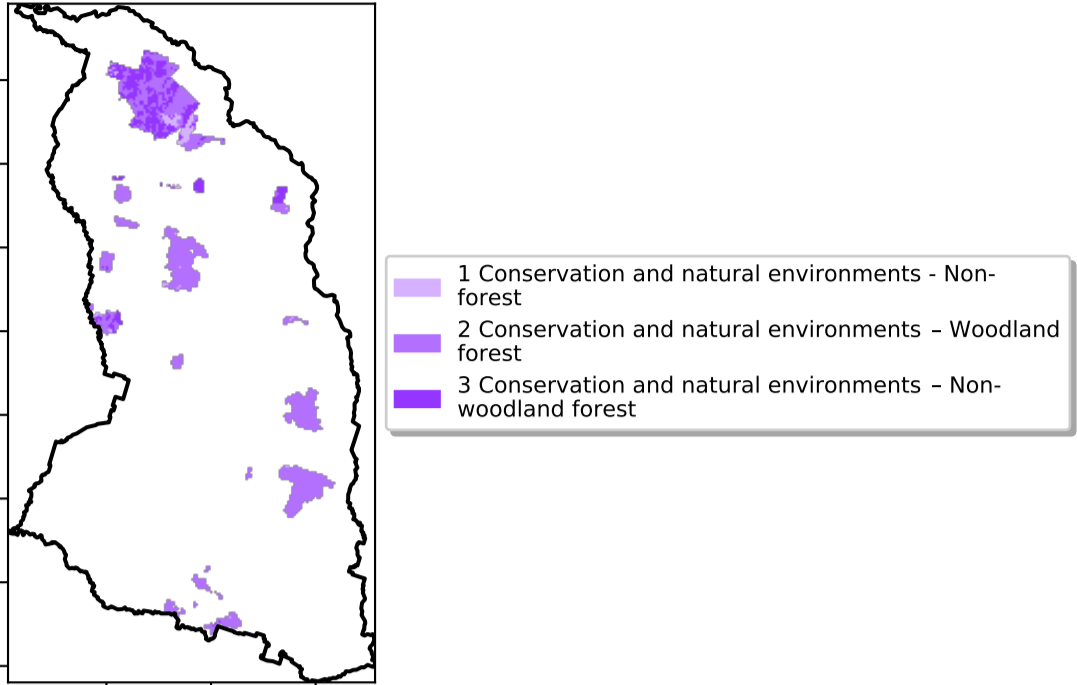 1 Conservation and natural environments - Non-
forest
2 Conservation and natural environments – Woodland
forest
3 Conservation and natural environments – Non-
woodland forest